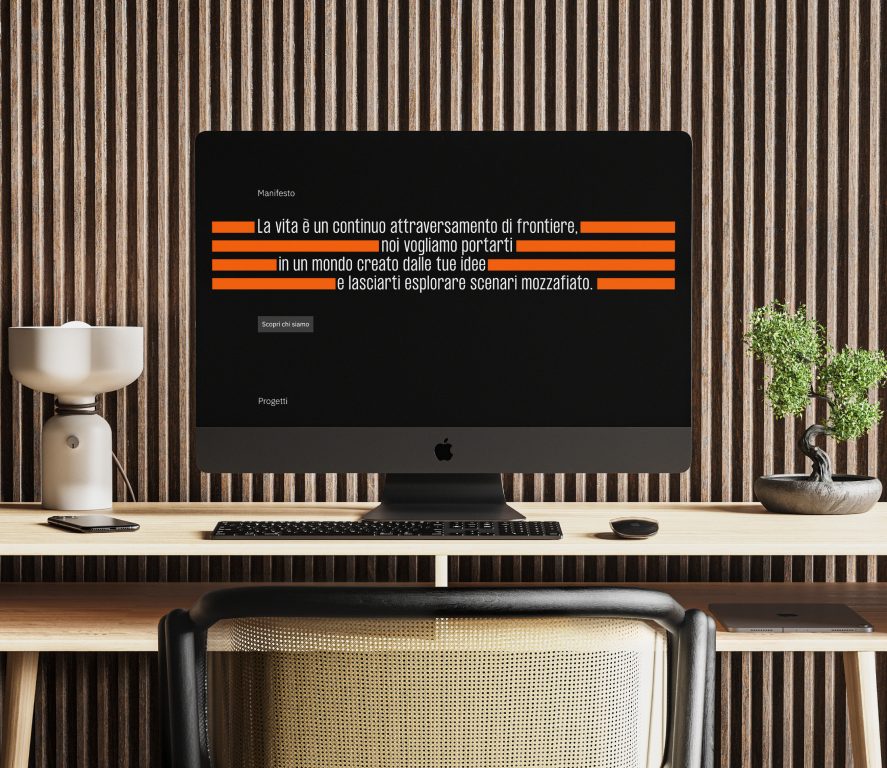 Manifesto
La vita è un continuo attraversamento di frontiere,
noi vogliamo portarti
in un mondo creato dalle tue idee
e lasciarti esplorare scenari mozzafiato.
Scopri chi siamo
Progetti